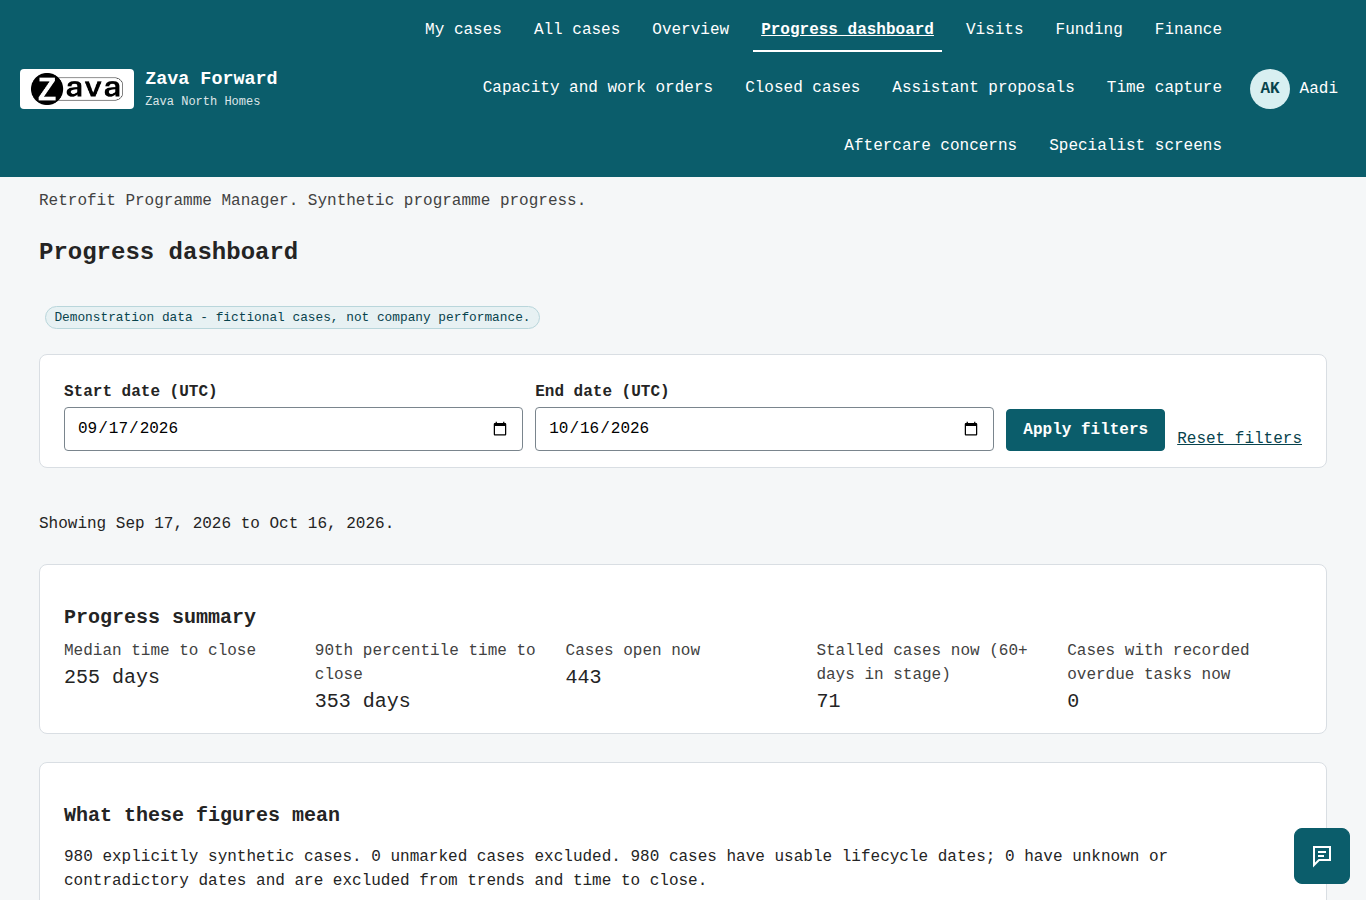 My cases All cases Overview Progress dashboard Visits Funding Finance
Zava
Zava Forward
Zava North Homes
Capacity and work orders Closed cases Assistant proposals Time capture
AK Aadi
Aftercare concerns Specialist screens
Retrofit Programme Manager. Synthetic programme progress.
Progress dashboard
Demonstration data - fictional cases, not company performance.
Start date (UTC) End date (UTC)
09/17/2026 10/16/2026 Apply filters Reset filters
Showing Sep 17, 2026 to Oct 16, 2026.
Progress summary
Median time to close
255 days
90th percentile time to
close
353 days
Cases open now
443
Stalled cases now (60+
days in stage)
71
Cases with recorded
overdue tasks now
0
What these figures mean
980 explicitly synthetic cases. 0 unmarked cases excluded. 980 cases have usable lifecycle dates; 0 have unknown or
contradictory dates and are excluded from trends and time to close.